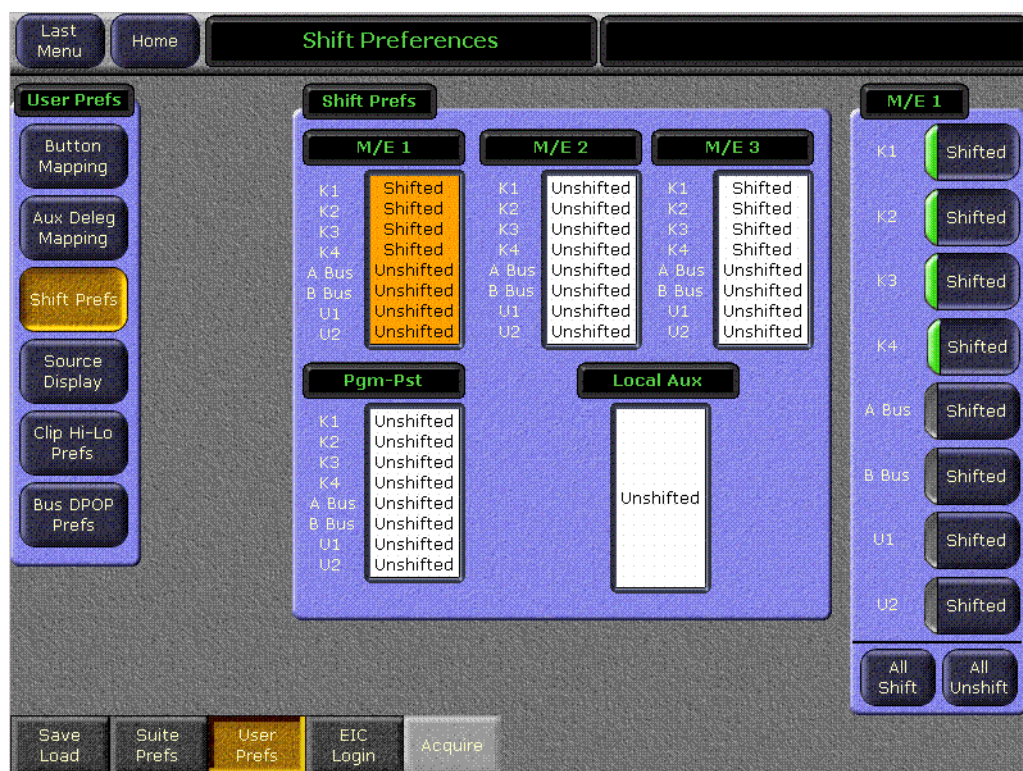 Last Menu
Home
Shift Preferences
User Prefs
Button Mapping
Aux Deleg Mapping
Shift Prefs
Source Display
Clip Hi-Lo Prefs
Bus DPOP Prefs
Shift Prefs
M/E 1
K1 Shifted
K2 Shifted
K3 Shifted
K4 Shifted
A Bus Unshifted
B Bus Unshifted
U1 Unshifted
U2 Unshifted
M/E 2
K1 Unshifted
K2 Unshifted
K3 Unshifted
K4 Unshifted
A Bus Unshifted
B Bus Unshifted
U1 Unshifted
U2 Unshifted
M/E 3
K1 Shifted
K2 Shifted
K3 Shifted
K4 Shifted
A Bus Unshifted
B Bus Unshifted
U1 Unshifted
U2 Unshifted
Pgm-Pst
K1 Unshifted
K2 Unshifted
K3 Unshifted
K4 Unshifted
A Bus Unshifted
B Bus Unshifted
U1 Unshifted
U2 Unshifted
Local Aux
Unshifted
M/E 1
K1 Shifted
K2 Shifted
K3 Shifted
K4 Shifted
A Bus Shifted
B Bus Shifted
U1 Shifted
U2 Shifted
All Shift
All Unshift
Save Load
Suite Prefs
User Prefs
EIC Login
Acquire